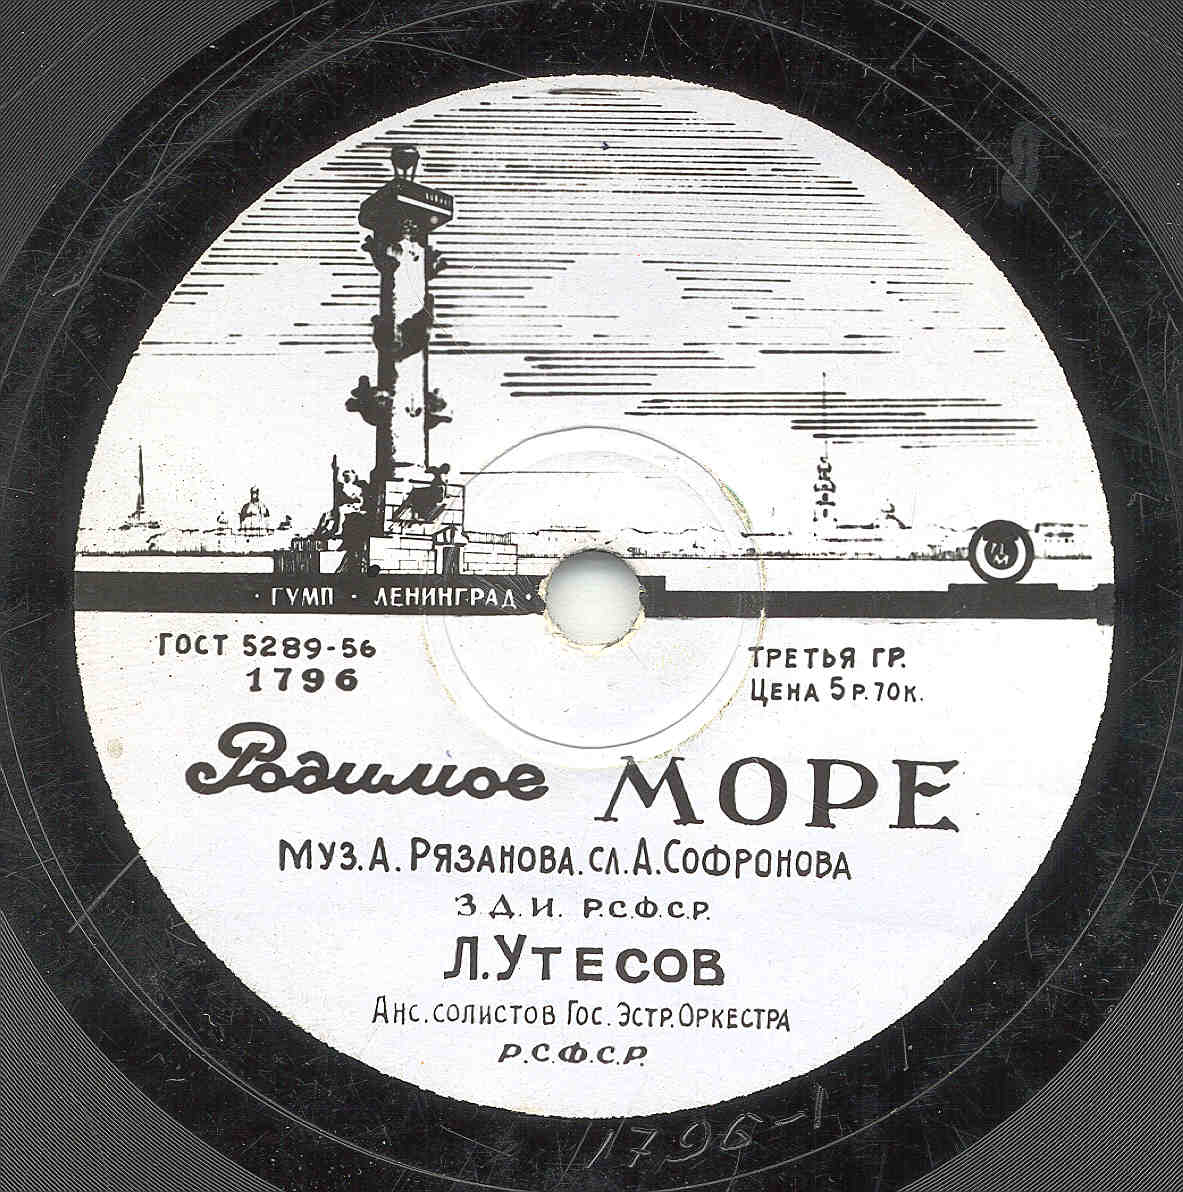 · ГУМП · ЛЕНИНГРАД ·
ГОСТ 5289-56
1796
ТРЕТЬЯ ГР.
ЦЕНА 5 Р. 70 К.
Родимое МОРЕ
МУЗ. А. РЯЗАНОВА. СЛ. А. СОФРОНОВА
З Д. И. Р.С.Ф.С.Р.
Л. УТЕСОВ
АНС. СОЛИСТОВ ГОС. ЭСТР. ОРКЕСТРА
Р.С.Ф.С.Р.
1796-1